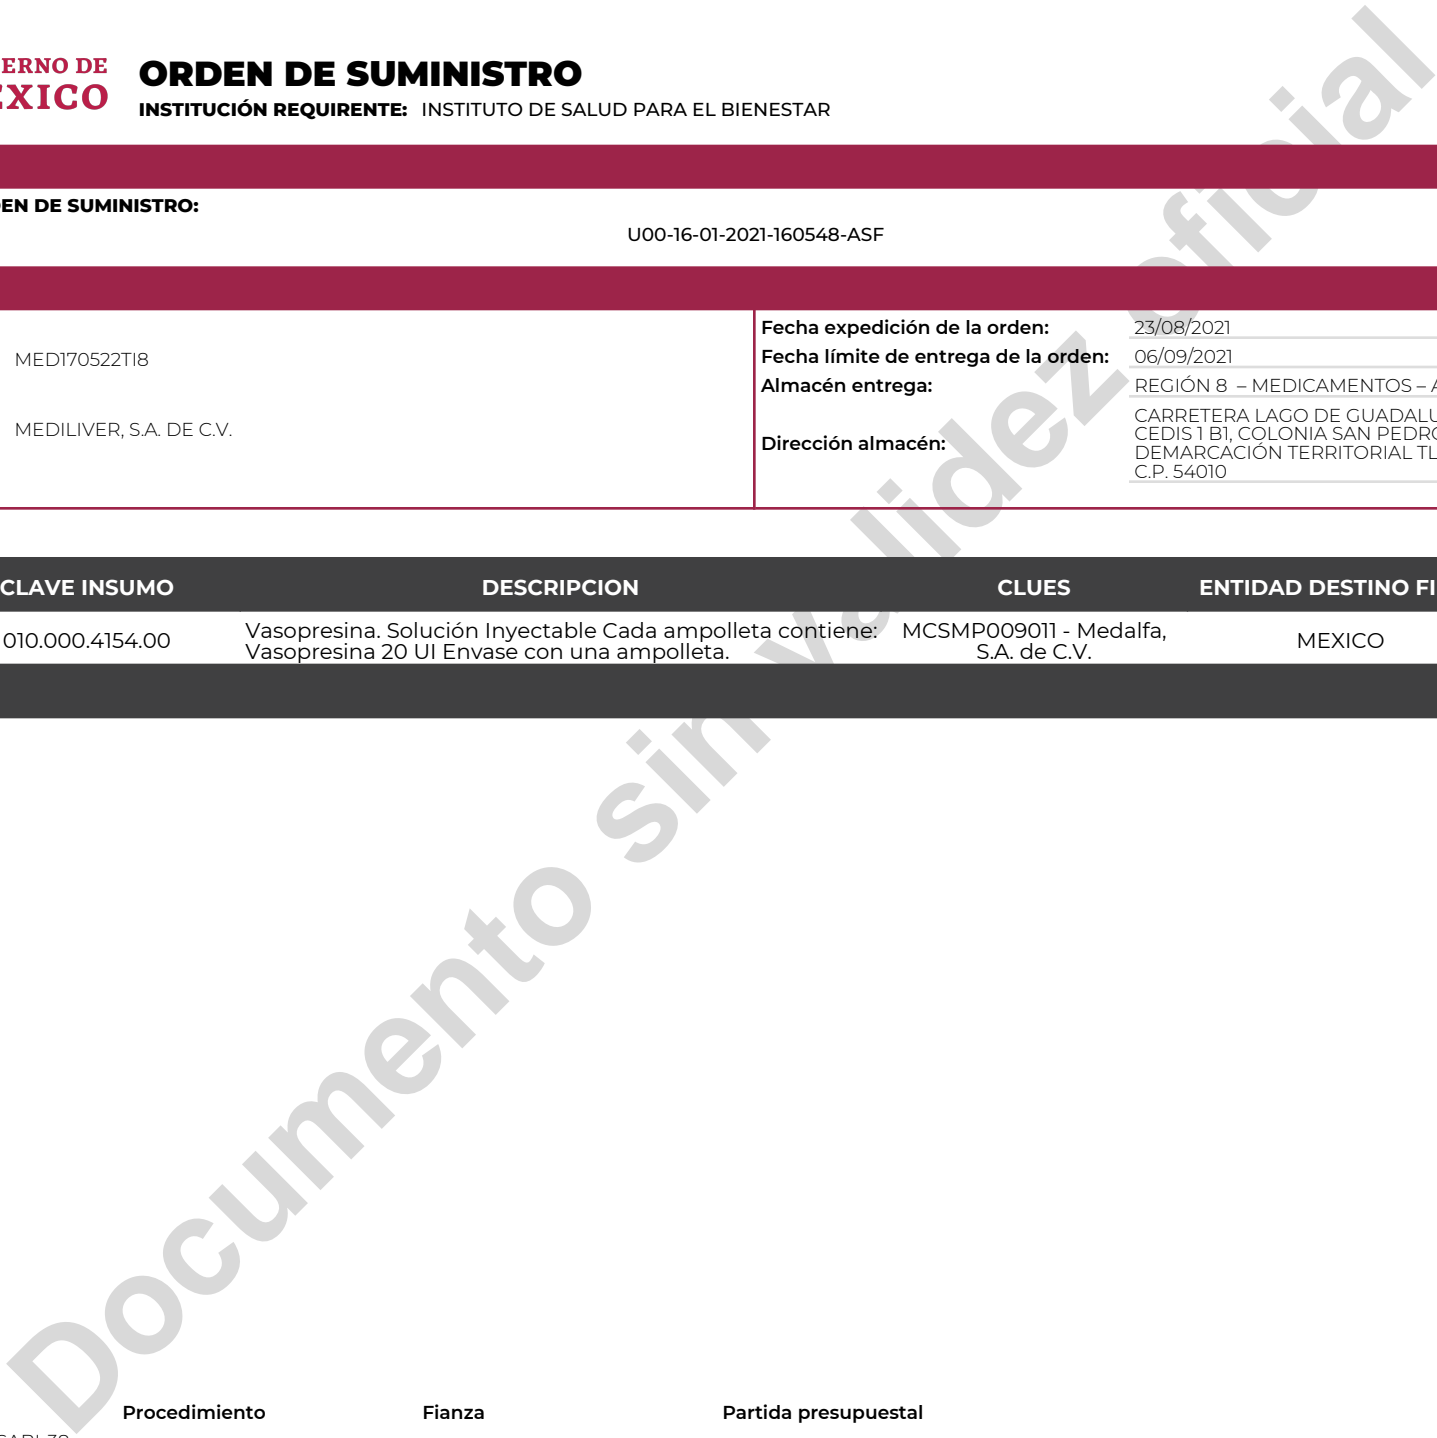 ERNO DE
EXICO
ORDEN DE SUMINISTRO
INSTITUCIÓN REQUIRENTE: INSTITUTO DE SALUD PARA EL BIENESTAR
EN DE SUMINISTRO:
U00-16-01-2021-160548-ASF
MED170522TI8
MEDILIVER, S.A. DE C.V.
Fecha expedición de la orden: 23/08/2021
Fecha límite de entrega de la orden: 06/09/2021
Almacén entrega: REGIÓN 8 – MEDICAMENTOS – A
Dirección almacén: CARRETERA LAGO DE GUADALU
CEDIS 1 B1, COLONIA SAN PEDRO
DEMARCACIÓN TERRITORIAL TL
C.P. 54010
CLAVE INSUMO DESCRIPCION CLUES ENTIDAD DESTINO FI
010.000.4154.00 Vasopresina. Solución Inyectable Cada ampolleta contiene: MCSMP009011 - Medalfa, MEXICO
Vasopresina 20 UI Envase con una ampolleta. S.A. de C.V.
Documento sin validez oficial
Procedimiento Fianza Partida presupuestal